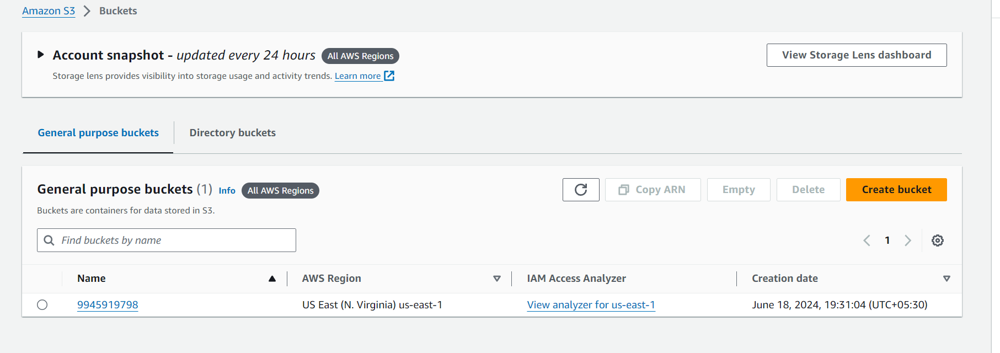 Amazon S3 > Buckets
Account snapshot - updated every 24 hours All AWS Regions
View Storage Lens dashboard
Storage lens provides visibility into storage usage and activity trends. Learn more
General purpose buckets Directory buckets
General purpose buckets (1) Info All AWS Regions
Copy ARN Empty Delete Create bucket
Buckets are containers for data stored in S3.
Find buckets by name
1
Name AWS Region IAM Access Analyzer Creation date
9945919798 US East (N. Virginia) us-east-1 View analyzer for us-east-1 June 18, 2024, 19:31:04 (UTC+05:30)